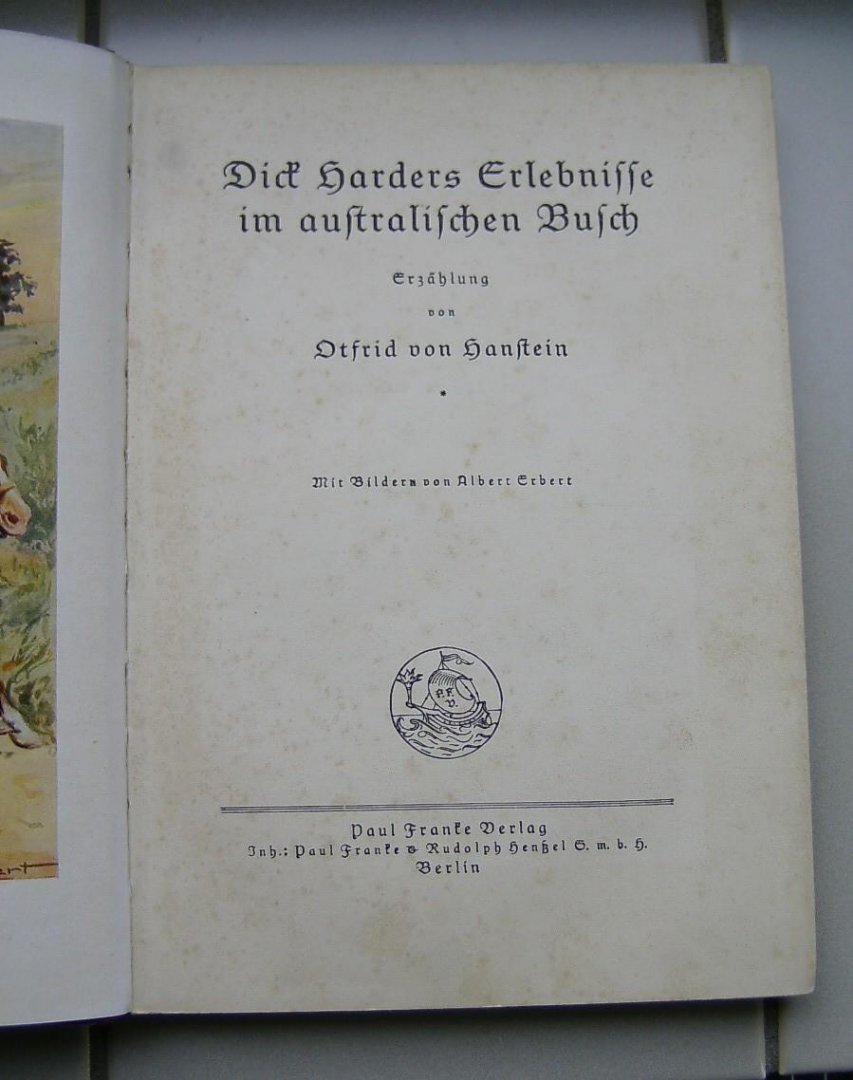 Dick Harders Erlebnisse
im australischen Busch
Erzählung
von
Otfrid von Hanstein
*
Mit Bildern von Albert Erbert
P. F.
V.
Paul Franke Verlag
Inh.: Paul Franke & Rudolph Henßel G. m. b. H.
Berlin